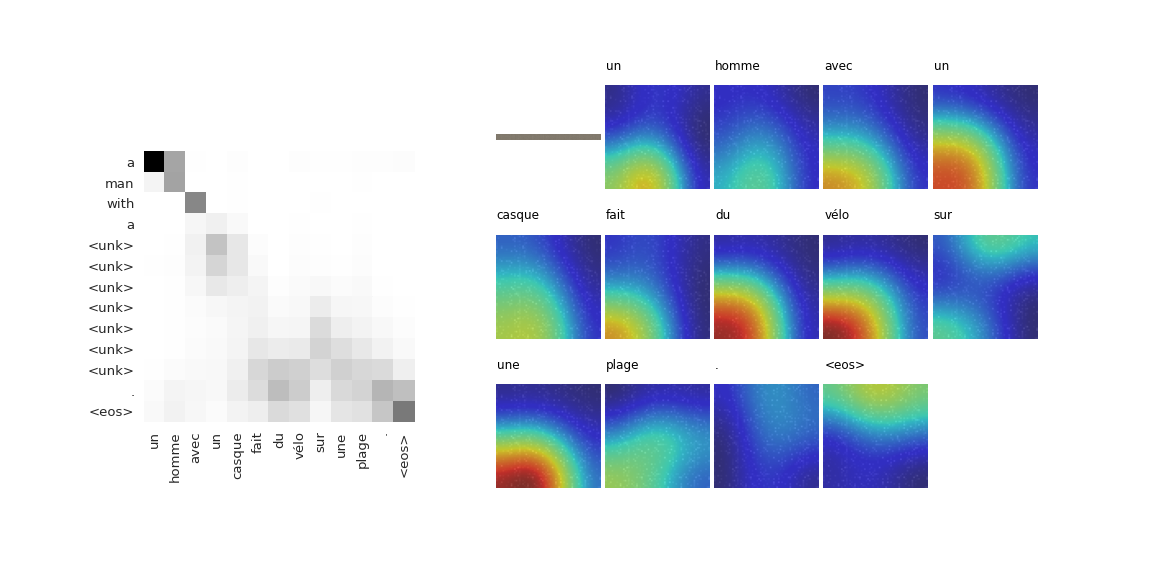 a
man
with
a
<unk>
<unk>
<unk>
<unk>
<unk>
<unk>
<unk>
.
<eos>
un homme avec un casque fait du vélo sur une plage . <eos>
un homme avec un
casque fait du vélo sur
une plage . <eos>